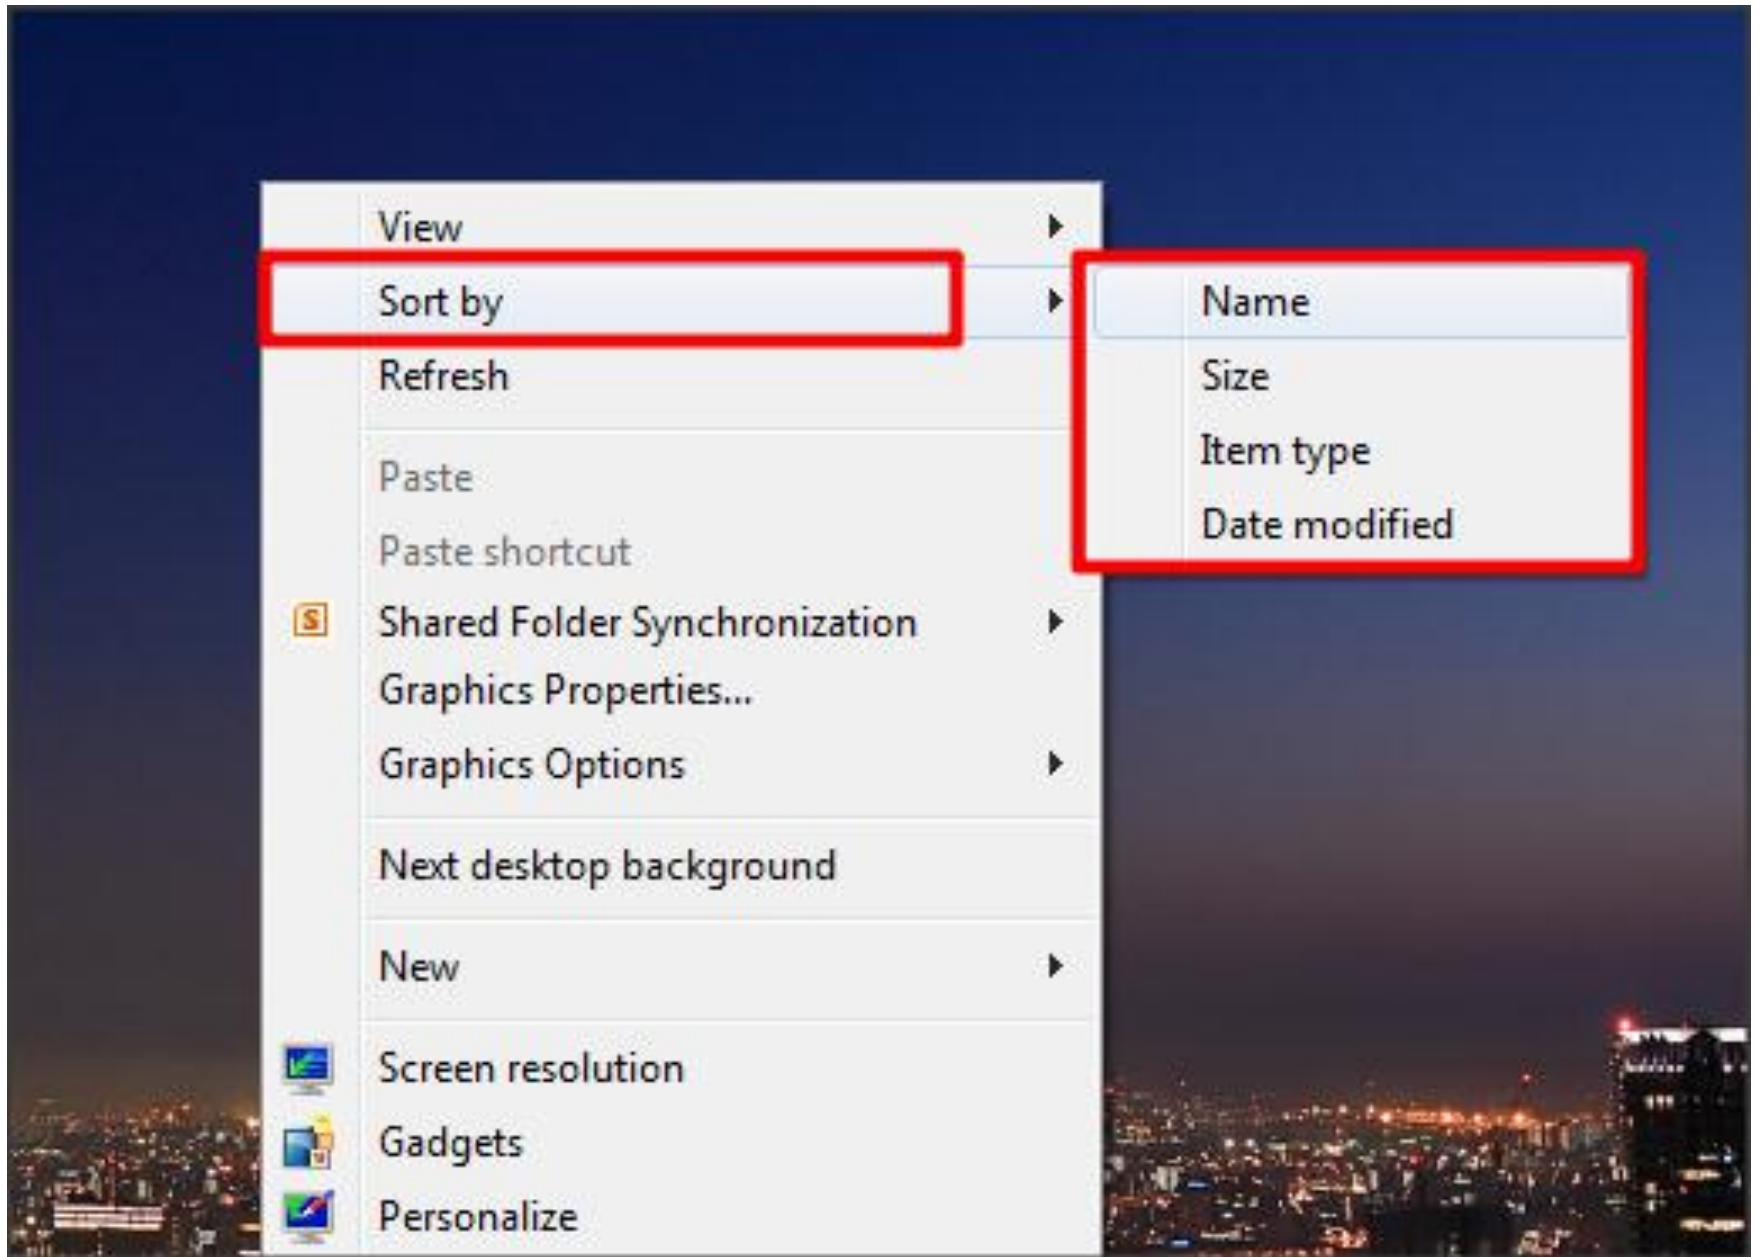 View
Sort by
Refresh
Paste
Paste shortcut
Shared Folder Synchronization
Graphics Properties...
Graphics Options
Next desktop background
New
Screen resolution
Gadgets
Personalize
Name
Size
Item type
Date modified